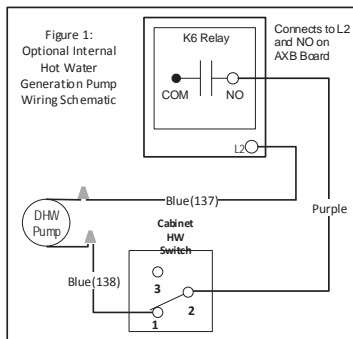 Figure 1:
Optional Internal
Hot Water
Generation Pump
Wiring Schematic
K6 Relay
COM
NO
L2
Connects to L2
and NO on
AXB Board
Blue(137)
Purple
DHW
Pump
Cabinet
HW
Switch
Blue(138)
3
2
1